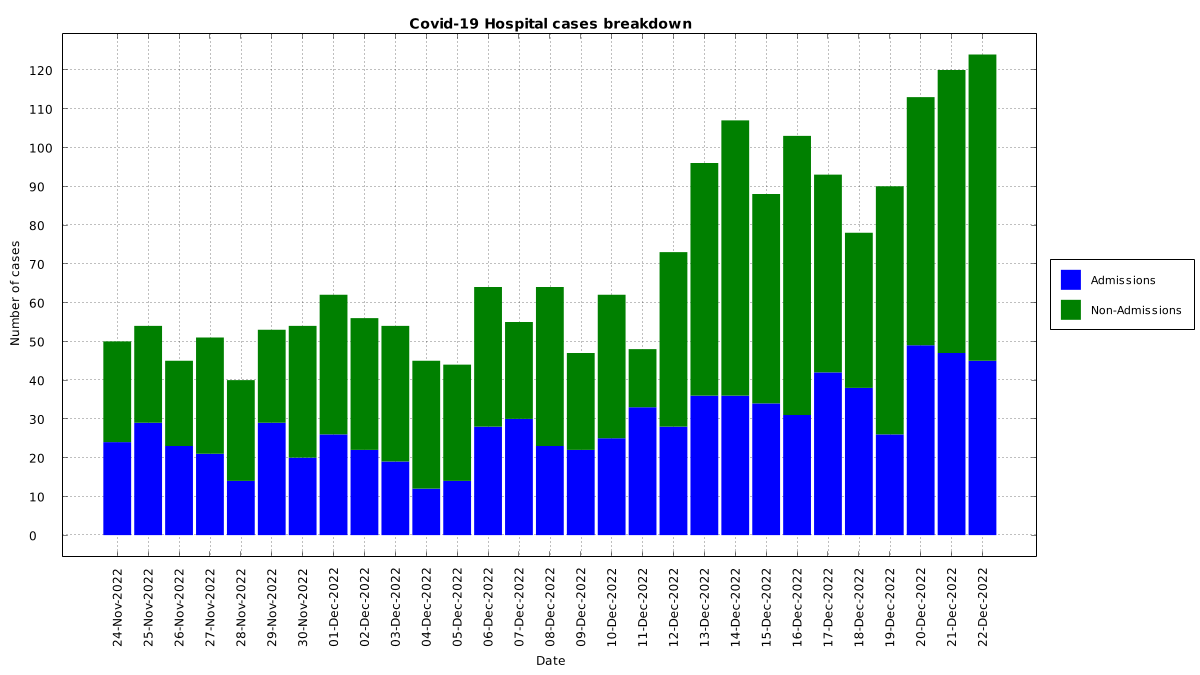 Covid-19 Hospital cases breakdown
120
110
100
90
80
70
60
50
40
30
20
10
0
Number of cases
24-Nov-2022
25-Nov-2022
26-Nov-2022
27-Nov-2022
28-Nov-2022
29-Nov-2022
30-Nov-2022
01-Dec-2022
02-Dec-2022
03-Dec-2022
04-Dec-2022
05-Dec-2022
06-Dec-2022
07-Dec-2022
08-Dec-2022
09-Dec-2022
10-Dec-2022
11-Dec-2022
12-Dec-2022
13-Dec-2022
14-Dec-2022
15-Dec-2022
16-Dec-2022
17-Dec-2022
18-Dec-2022
19-Dec-2022
20-Dec-2022
21-Dec-2022
22-Dec-2022
Date
Admissions
Non-Admissions